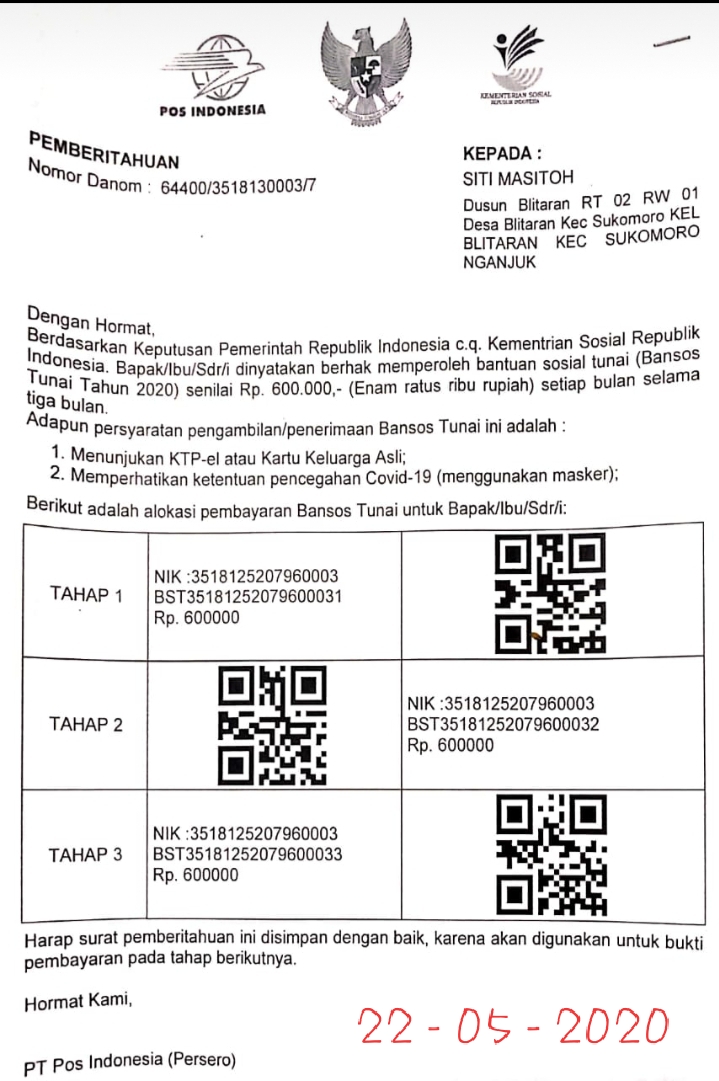 POS INDONESIA
KEMENTERIAN SOSIAL
REPUBLIK INDONESIA
PEMBERITAHUAN
Nomor Danom : 64400/3518130003/7
KEPADA :
SITI MASITOH
Dusun Blitaran RT 02 RW 01
Desa Blitaran Kec Sukomoro KEL
BLITARAN KEC SUKOMORO
NGANJUK
Dengan Hormat,
Berdasarkan Keputusan Pemerintah Republik Indonesia c.q. Kementrian Sosial Republik
Indonesia. Bapak/Ibu/Sdr/i dinyatakan berhak memperoleh bantuan sosial tunai (Bansos
Tunai Tahun 2020) senilai Rp. 600.000,- (Enam ratus ribu rupiah) setiap bulan selama
tiga bulan.
Adapun persyaratan pengambilan/penerimaan Bansos Tunai ini adalah :
1. Menunjukan KTP-el atau Kartu Keluarga Asli;
2. Memperhatikan ketentuan pencegahan Covid-19 (menggunakan masker);
Berikut adalah alokasi pembayaran Bansos Tunai untuk Bapak/Ibu/Sdr/i:
TAHAP 1
NIK :3518125207960003
BST35181252079600031
Rp. 600000
TAHAP 2
NIK :3518125207960003
BST35181252079600032
Rp. 600000
TAHAP 3
NIK :3518125207960003
BST35181252079600033
Rp. 600000
Harap surat pemberitahuan ini disimpan dengan baik, karena akan digunakan untuk bukti
pembayaran pada tahap berikutnya.
Hormat Kami,
22-05-2020
PT Pos Indonesia (Persero)